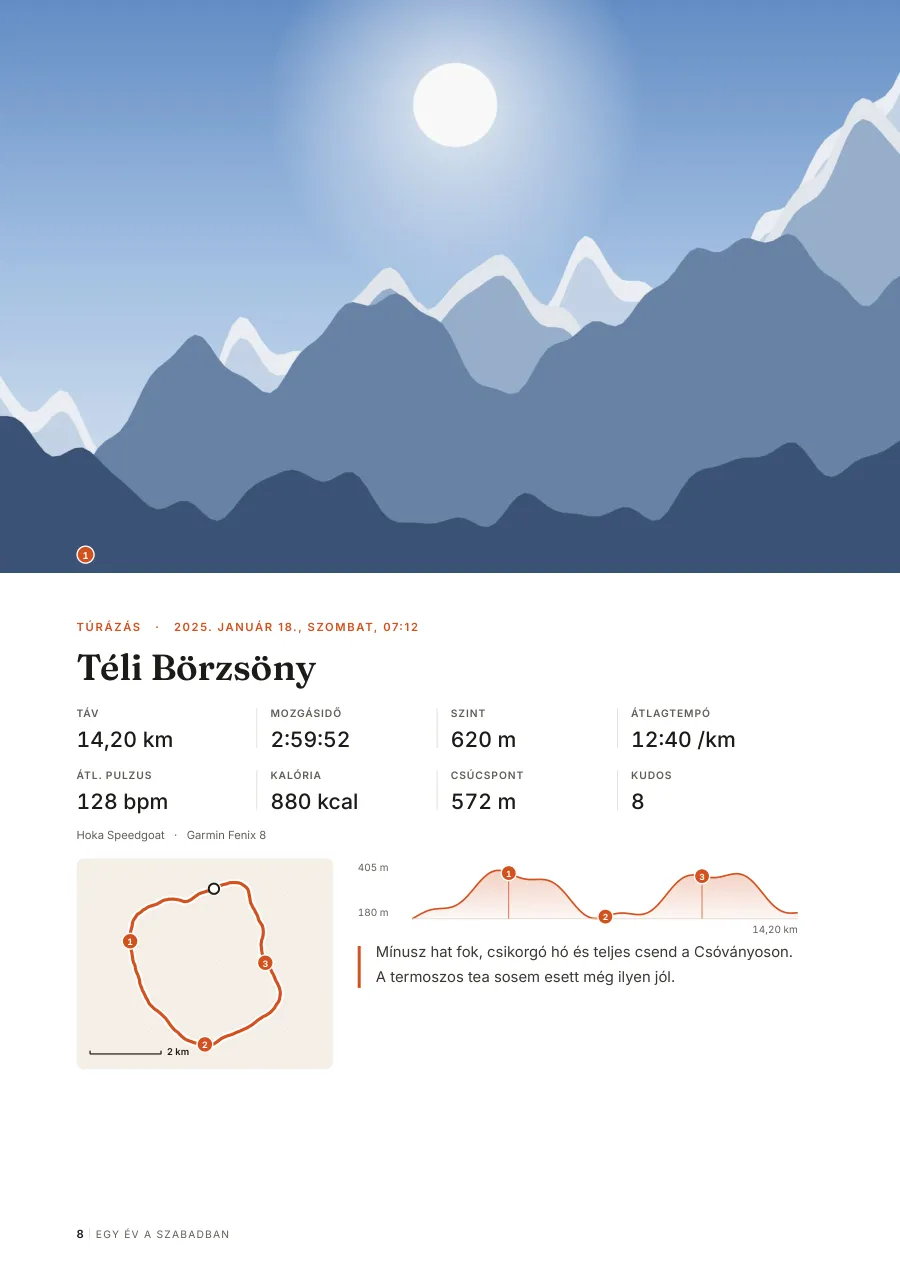 1
TÚRÁZÁS · 2025. JANUÁR 18., SZOMBAT, 07:12
Téli Börzsöny
TÁV MOZGÁSIDŐ SZINT ÁTLAGTEMPÓ
14,20 km 2:59:52 620 m 12:40 /km
ÁTL. PULZUS KALÓRIA CSÚCSPONT KUDOS
128 bpm 880 kcal 572 m 8
Hoka Speedgoat · Garmin Fenix 8
1
3
2
2 km
405 m
180 m
1
2
3
14,20 km
Mínusz hat fok, csikorgó hó és teljes csend a Csóványoson.
A termoszos tea sosem esett még ilyen jól.
8 EGY ÉV A SZABADBAN